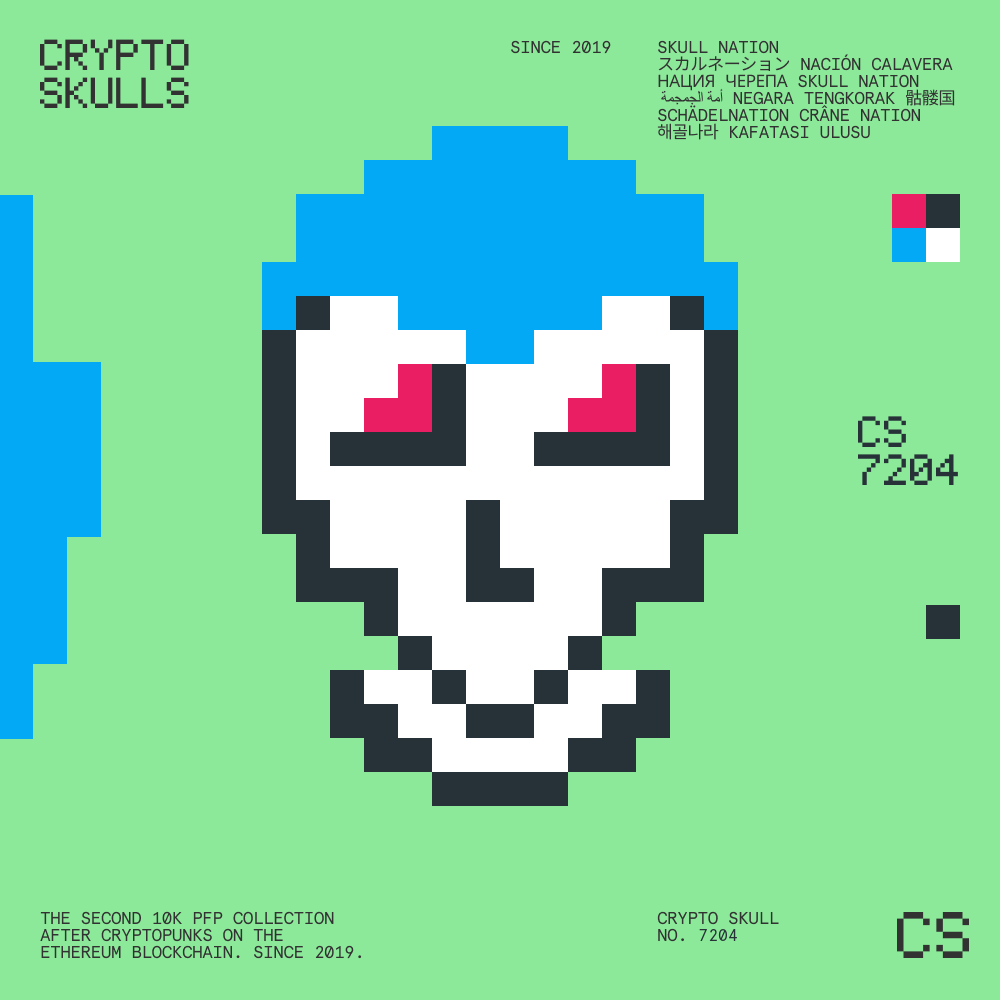 CRYPTO
SKULLS
SINCE 2019
SKULL NATION
スカルネーション NACIÓN CALAVERA
НАЦИЯ ЧЕРЕПА SKULL NATION
أمة الجمجمة NEGARA TENGKORAK 骷髅国
SCHÄDELNATION CRÂNE NATION
해골나라 KAFATASI ULUSU
CS
7204
THE SECOND 10K PFP COLLECTION
AFTER CRYPTOPUNKS ON THE
ETHEREUM BLOCKCHAIN. SINCE 2019.
CRYPTO SKULL
NO. 7204
CS